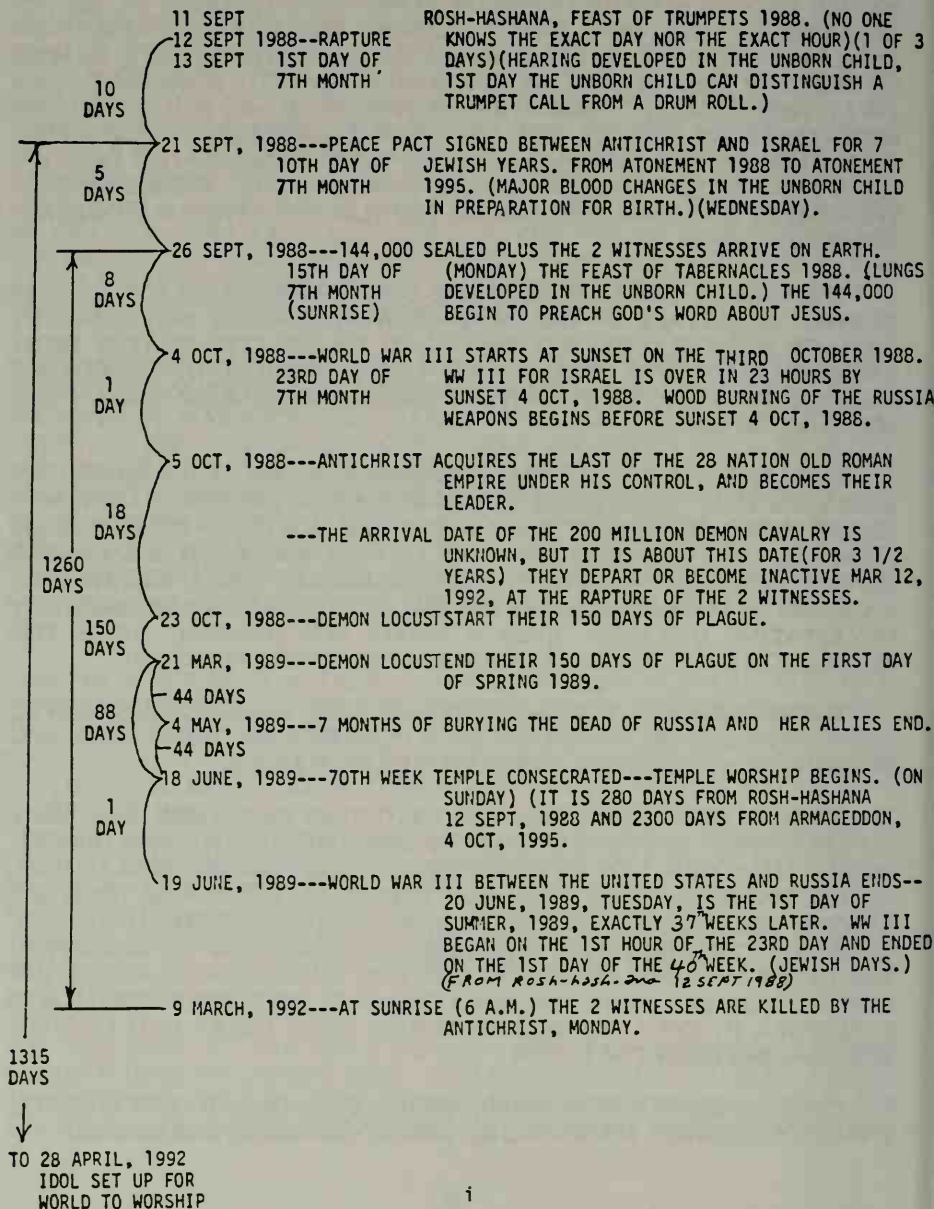 11 SEPT ROSH-HASHANA, FEAST OF TRUMPETS 1988. (NO ONE
12 SEPT 1988--RAPTURE KNOWS THE EXACT DAY NOR THE EXACT HOUR)(1 OF 3
13 SEPT 1ST DAY OF DAYS)(HEARING DEVELOPED IN THE UNBORN CHILD,
7TH MONTH 1ST DAY THE UNBORN CHILD CAN DISTINGUISH A
TRUMPET CALL FROM A DRUM ROLL.)
10
DAYS
21 SEPT, 1988---PEACE PACT SIGNED BETWEEN ANTICHRIST AND ISRAEL FOR 7
10TH DAY OF JEWISH YEARS. FROM ATONEMENT 1988 TO ATONEMENT
7TH MONTH 1995. (MAJOR BLOOD CHANGES IN THE UNBORN CHILD
IN PREPARATION FOR BIRTH.)(WEDNESDAY).
5
DAYS
26 SEPT, 1988---144,000 SEALED PLUS THE 2 WITNESSES ARRIVE ON EARTH.
15TH DAY OF (MONDAY) THE FEAST OF TABERNACLES 1988. (LUNGS
7TH MONTH DEVELOPED IN THE UNBORN CHILD.) THE 144,000
(SUNRISE) BEGIN TO PREACH GOD'S WORD ABOUT JESUS.
8
DAYS
4 OCT, 1988---WORLD WAR III STARTS AT SUNSET ON THE THIRD OCTOBER 1988.
23RD DAY OF WW III FOR ISRAEL IS OVER IN 23 HOURS BY
7TH MONTH SUNSET 4 OCT, 1988. WOOD BURNING OF THE RUSSIA
WEAPONS BEGINS BEFORE SUNSET 4 OCT, 1988.
1
DAY
5 OCT, 1988---ANTICHRIST ACQUIRES THE LAST OF THE 28 NATION OLD ROMAN
EMPIRE UNDER HIS CONTROL, AND BECOMES THEIR
LEADER.
18
DAYS
---THE ARRIVAL DATE OF THE 200 MILLION DEMON CAVALRY IS
UNKNOWN, BUT IT IS ABOUT THIS DATE(FOR 3 1/2
YEARS) THEY DEPART OR BECOME INACTIVE MAR 12,
1992, AT THE RAPTURE OF THE 2 WITNESSES.
1260
DAYS
23 OCT, 1988---DEMON LOCUST START THEIR 150 DAYS OF PLAGUE.
150
DAYS
21 MAR, 1989---DEMON LOCUST END THEIR 150 DAYS OF PLAGUE ON THE FIRST DAY
OF SPRING 1989.
44 DAYS
88
DAYS
4 MAY, 1989---7 MONTHS OF BURYING THE DEAD OF RUSSIA AND HER ALLIES END.
44 DAYS
18 JUNE, 1989---70TH WEEK TEMPLE CONSECRATED---TEMPLE WORSHIP BEGINS. (ON
SUNDAY) (IT IS 280 DAYS FROM ROSH-HASHANA
12 SEPT, 1988 AND 2300 DAYS FROM ARMAGEDDON,
4 OCT, 1995.
1
DAY
19 JUNE, 1989---WORLD WAR III BETWEEN THE UNITED STATES AND RUSSIA ENDS--
20 JUNE, 1989, TUESDAY, IS THE 1ST DAY OF
SUMMER, 1989, EXACTLY 37TH WEEKS LATER. WW III
BEGAN ON THE 1ST HOUR OF THE 23RD DAY AND ENDED
ON THE 1ST DAY OF THE 40TH WEEK. (JEWISH DAYS.)
(FROM ROSH-hash-ana 12 SEPT 1988)
9 MARCH, 1992---AT SUNRISE (6 A.M.) THE 2 WITNESSES ARE KILLED BY THE
ANTICHRIST, MONDAY.
1315
DAYS
TO 28 APRIL, 1992
IDOL SET UP FOR
WORLD TO WORSHIP
i